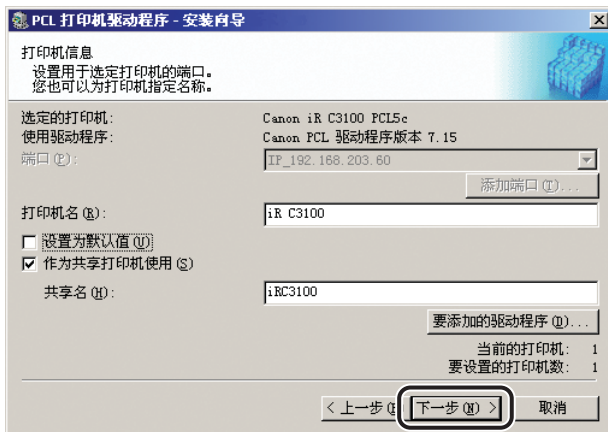 PCL 打印机驱动程序 - 安装向导
打印机信息
设置用于选定打印机的端口。
您也可以为打印机指定名称。
选定的打印机: Canon iR C3100 PCL5c
使用驱动程序: Canon PCL 驱动程序版本 7.15
端口(P): IP_192.168.203.60
添加端口(T)...
打印机名(R): iR C3100
设置为默认值(U)
作为共享打印机使用(S)
共享名(H): iRC3100
要添加的驱动程序(D)...
当前的打印机: 1
要设置的打印机数: 1
< 上一步 下一步(N) > 取消